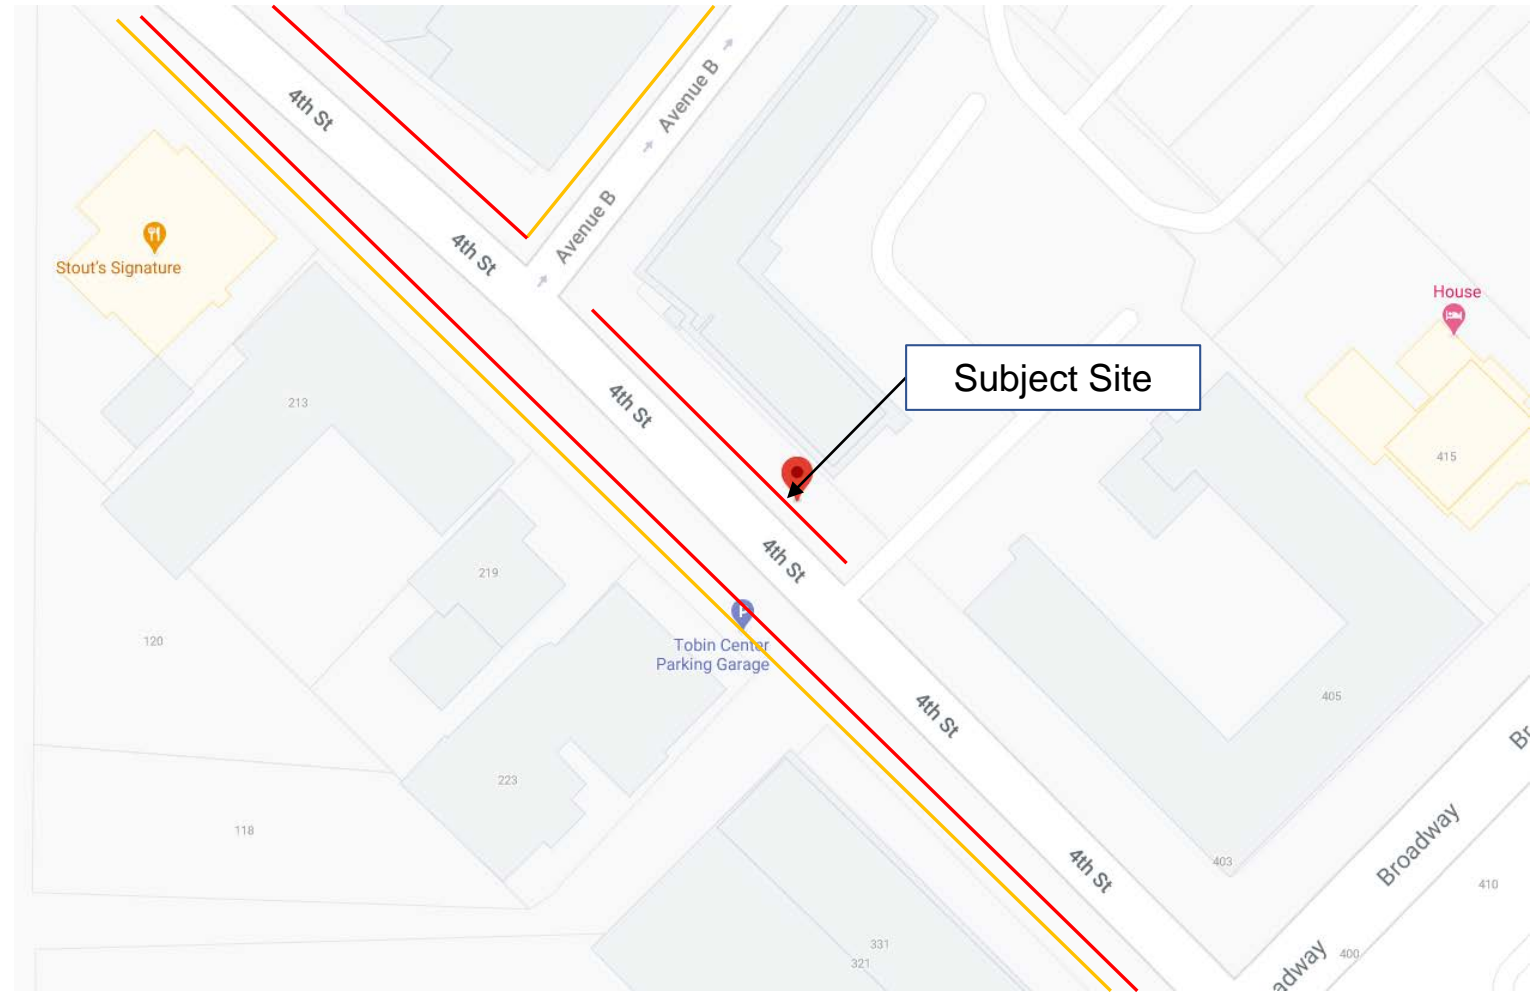 4th St
Avenue B
Avenue B
4th St
Stout's Signature
House
Subject Site
4th St
213
415
4th St
219
Tobin Center
Parking Garage
120
405
4th St
Br
223
118
Broadway
4th St
403
410
331
321
400
adway